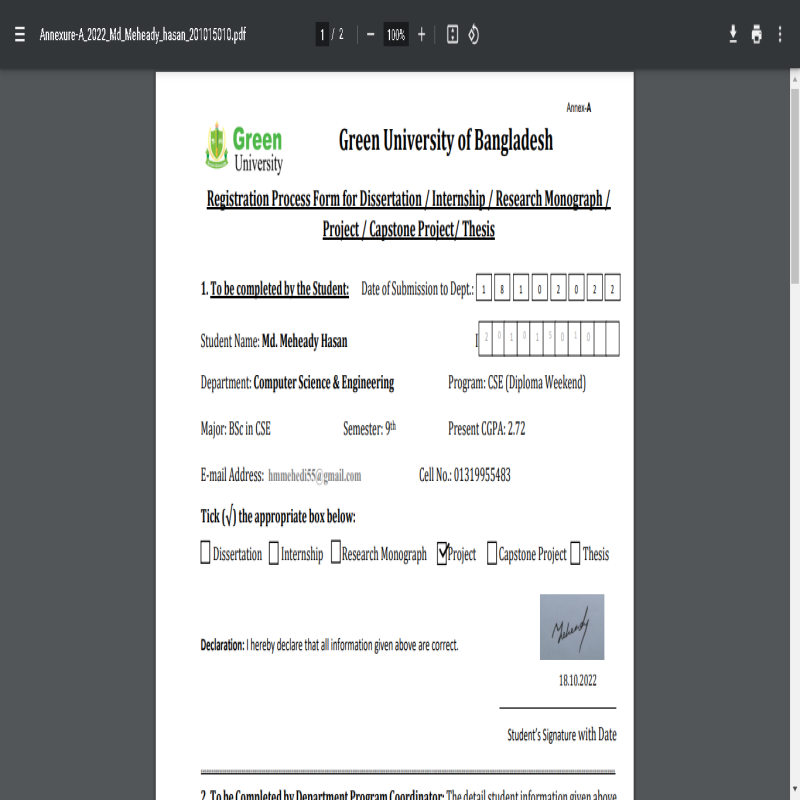 Annexure-A_2022_Md_Meheady_hasan_201015010.pdf 1 / 2 100%
Annex-A
Green University
Green University of Bangladesh
Registration Process Form for Dissertation / Internship / Research Monograph /
Project / Capstone Project/ Thesis
1. To be completed by the Student: Date of Submission to Dept.: 1 8 1 0 2 0 2 2
Student Name: Md. Meheady Hasan I 2 0 1 0 1 5 0 1 0
Department: Computer Science & Engineering Program: CSE (Diploma Weekend)
Major: BSc in CSE Semester: 9th Present CGPA: 2.72
E-mail Address: hmmehedi55@gmail.com Cell No.: 01319955483
Tick (√) the appropriate box below:
Dissertation Internship Research Monograph Project Capstone Project Thesis
Meheady
Declaration: I hereby declare that all information given above are correct.
18.10.2022
Student's Signature with Date
2. To be Completed by Department Program Coordinator: The detail student information given above